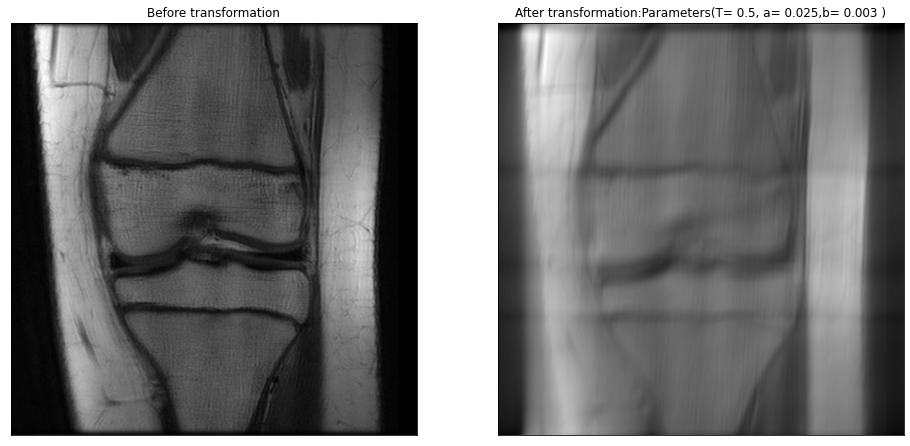 Before transformation
After transformation:Parameters(T= 0.5, a= 0.025,b= 0.003 )